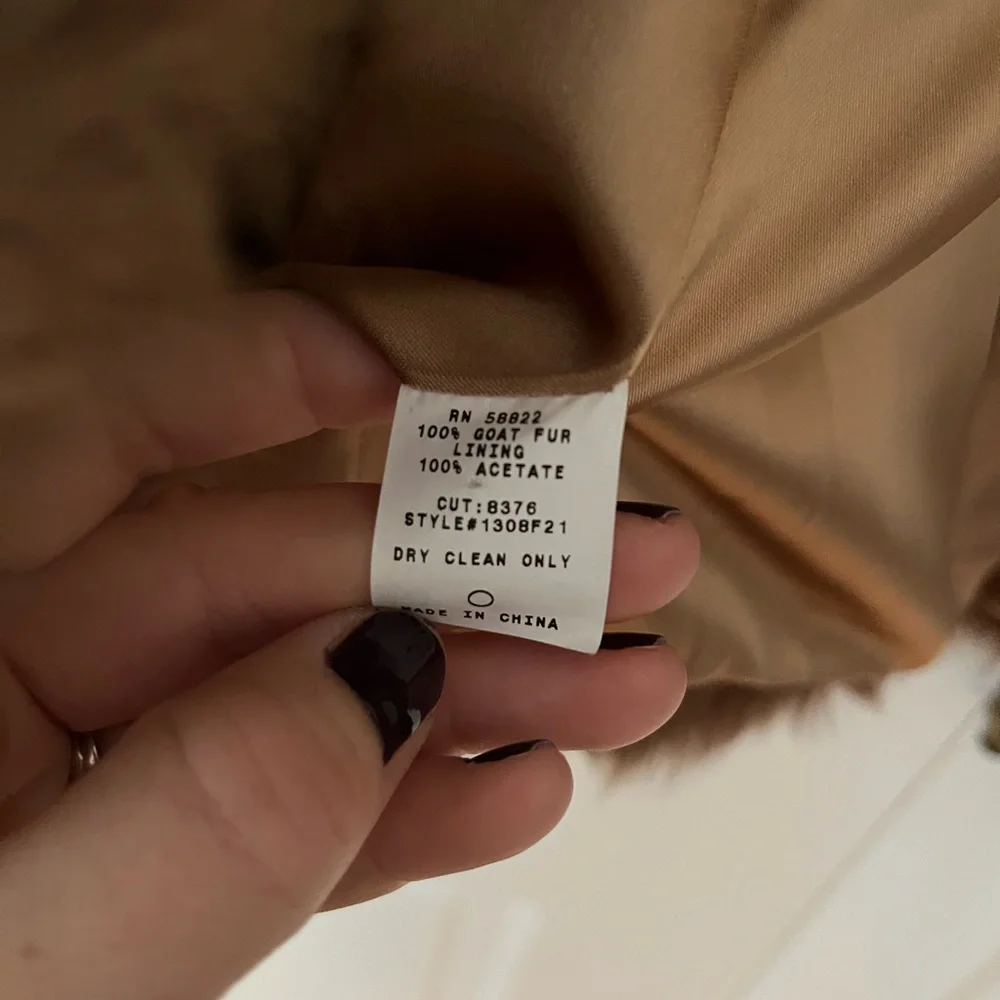 RN 58822
100% GOAT FUR
LINING
100% ACETATE
CUT:8376
STYLE#1308F21
DRY CLEAN ONLY
MADE IN CHINA